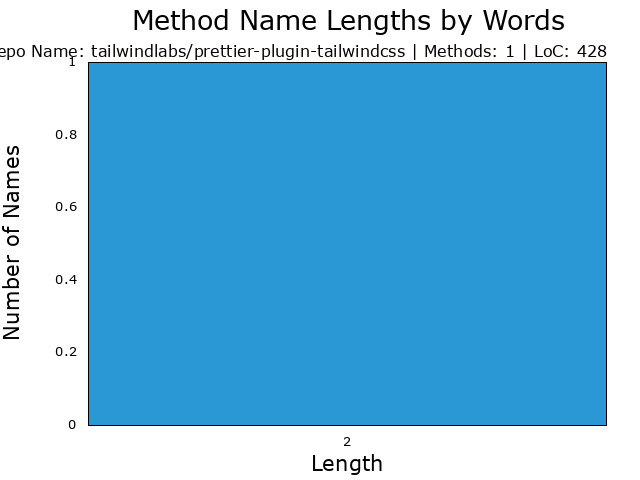 Method Name Lengths by Words
epo Name: tailwindlabs/prettier-plugin-tailwindcss | Methods: 1 | LoC: 428
1
0.8
0.6
0.4
0.2
0
Number of Names
2
Length